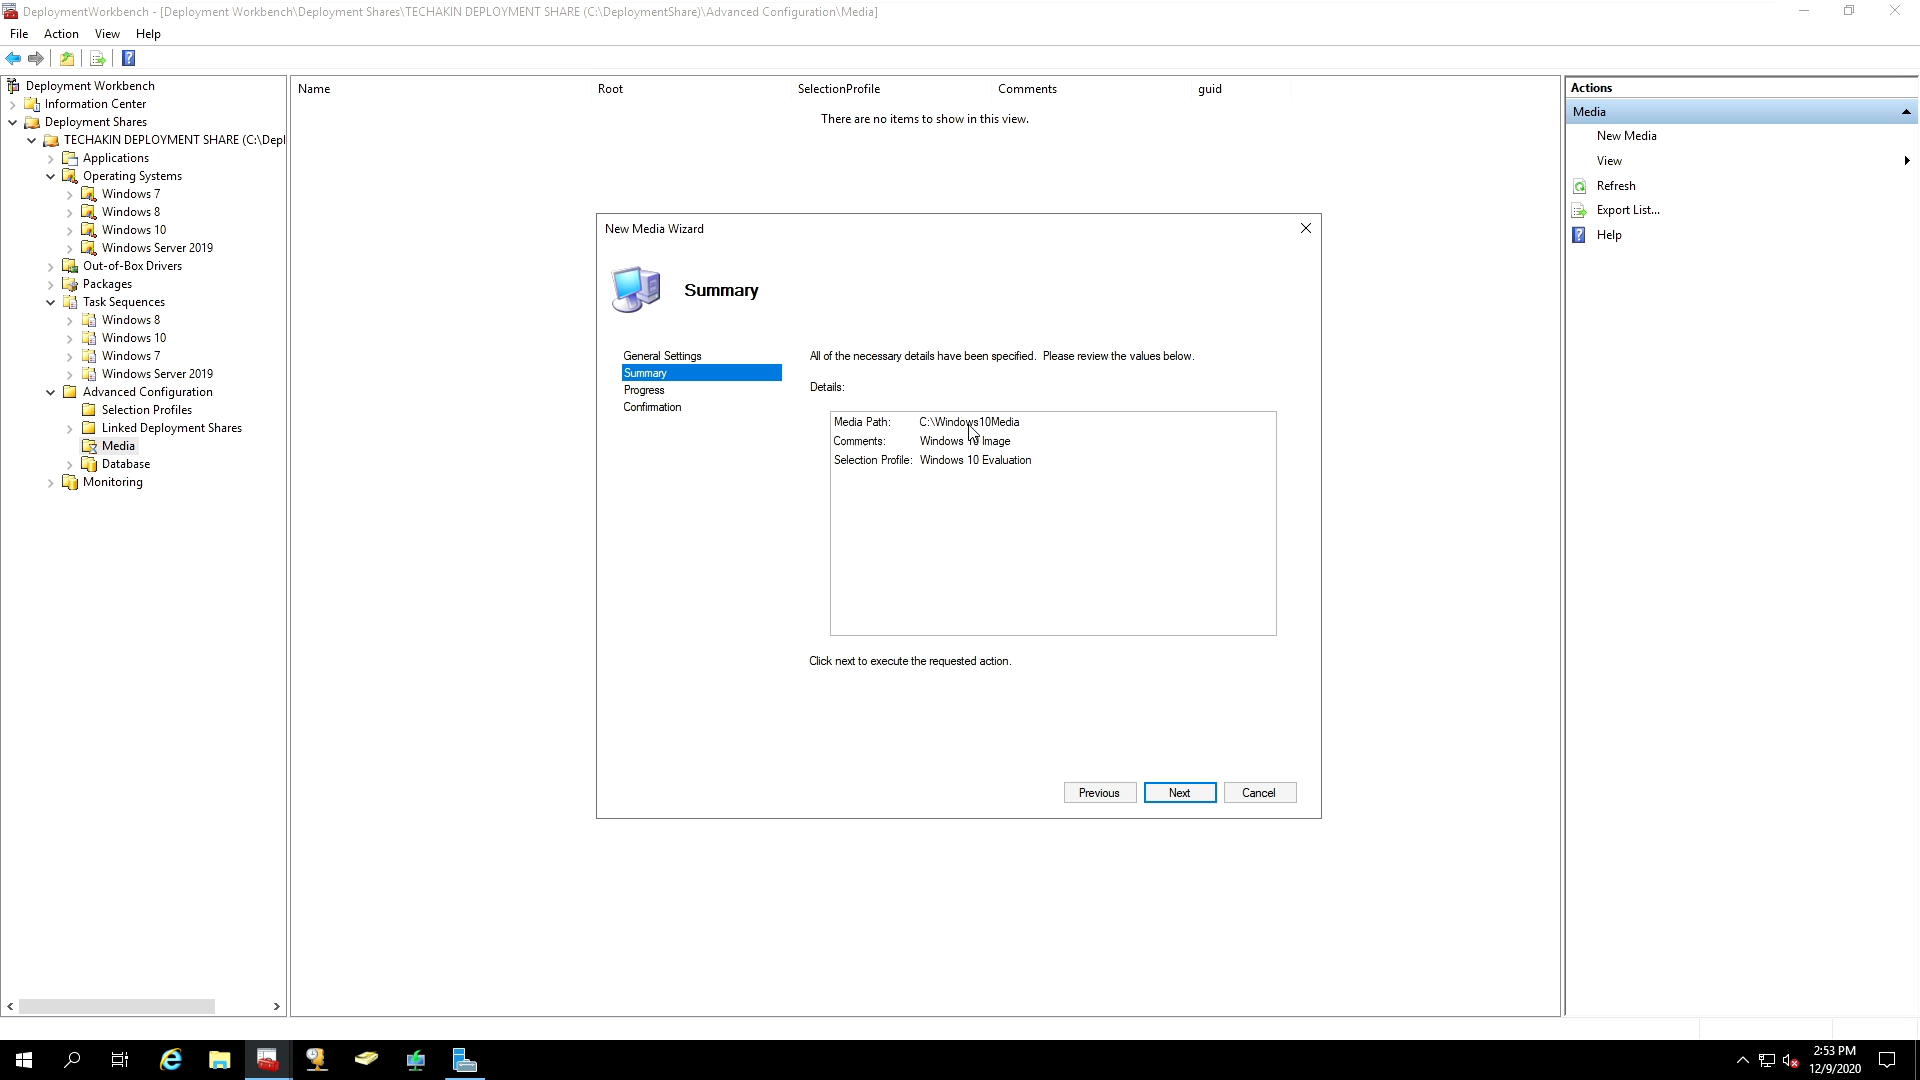 DeploymentWorkbench - [Deployment Workbench\Deployment Shares\TECHAKIN DEPLOYMENT SHARE (C:\DeploymentShare)\Advanced Configuration\Media]
File Action View Help
Deployment Workbench
Information Center
Deployment Shares
TECHAKIN DEPLOYMENT SHARE (C:\Depl
Applications
Operating Systems
Windows 7
Windows 8
Windows 10
Windows Server 2019
Out-of-Box Drivers
Packages
Task Sequences
Windows 8
Windows 10
Windows 7
Windows Server 2019
Advanced Configuration
Selection Profiles
Linked Deployment Shares
Media
Database
Monitoring
Name Root SelectionProfile Comments guid
There are no items to show in this view.
New Media Wizard
Summary
General Settings
Summary
Progress
Confirmation
All of the necessary details have been specified. Please review the values below.
Details:
Media Path: C:\Windows10Media
Comments: Windows 10 Image
Selection Profile: Windows 10 Evaluation
Click next to execute the requested action.
Previous Next Cancel
Actions
Media
New Media
View
Refresh
Export List...
Help
2:53 PM
12/9/2020